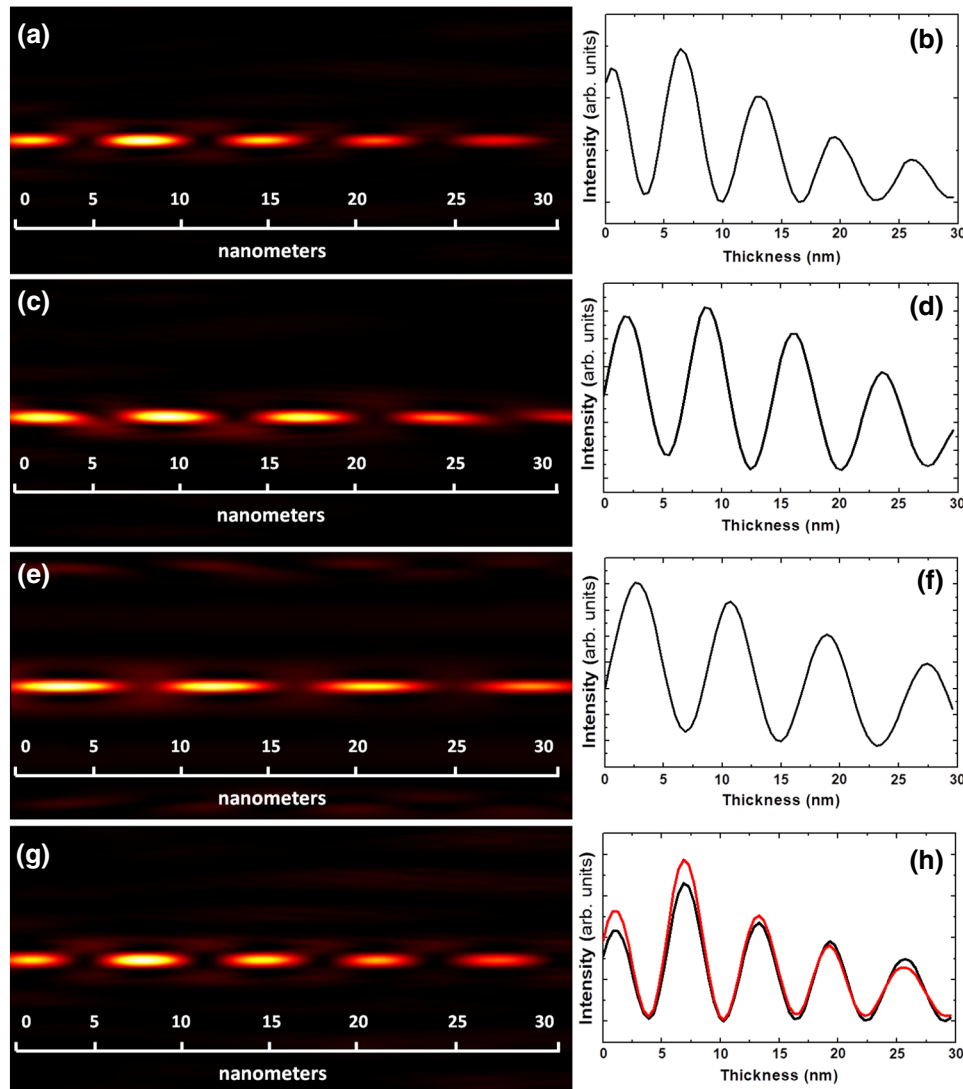 (a)
0 5 10 15 20 25 30
nanometers
(b)
Intensity (arb. units)
0 5 10 15 20 25 30
Thickness (nm)
(c)
0 5 10 15 20 25 30
nanometers
(d)
Intensity (arb. units)
0 5 10 15 20 25 30
Thickness (nm)
(e)
0 5 10 15 20 25 30
nanometers
(f)
Intensity (arb. units)
0 5 10 15 20 25 30
Thickness (nm)
(g)
0 5 10 15 20 25 30
nanometers
(h)
Intensity (arb. units)
0 5 10 15 20 25 30
Thickness (nm)